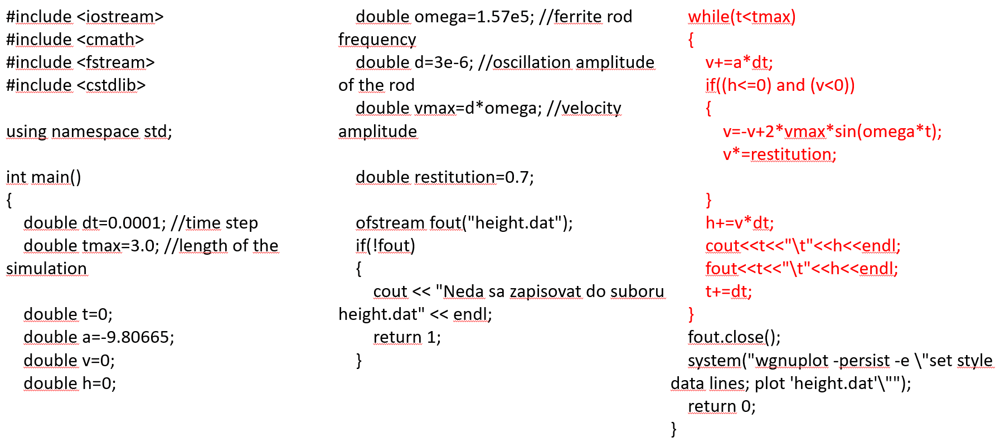 #include <iostream>
#include <cmath>
#include <fstream>
#include <cstdlib>
using namespace std;
int main()
{
double dt=0.0001; //time step
double tmax=3.0; //length of the
simulation
double t=0;
double a=-9.80665;
double v=0;
double h=0;
double omega=1.57e5; //ferrite rod
frequency
double d=3e-6; //oscillation amplitude
of the rod
double vmax=d*omega; //velocity
amplitude
double restitution=0.7;
ofstream fout("height.dat");
if(!fout)
{
cout << "Neda sa zapisovat do suboru
height.dat" << endl;
return 1;
}
while(t<tmax)
{
v+=a*dt;
if((h<=0) and (v<0))
{
v=-v+2*vmax*sin(omega*t);
v*=restitution;
}
h+=v*dt;
cout<<t<<"\t"<<h<<endl;
fout<<t<<"\t"<<h<<endl;
t+=dt;
}
fout.close();
system("wgnuplot -persist -e \"set style
data lines; plot 'height.dat'\"");
return 0;
}